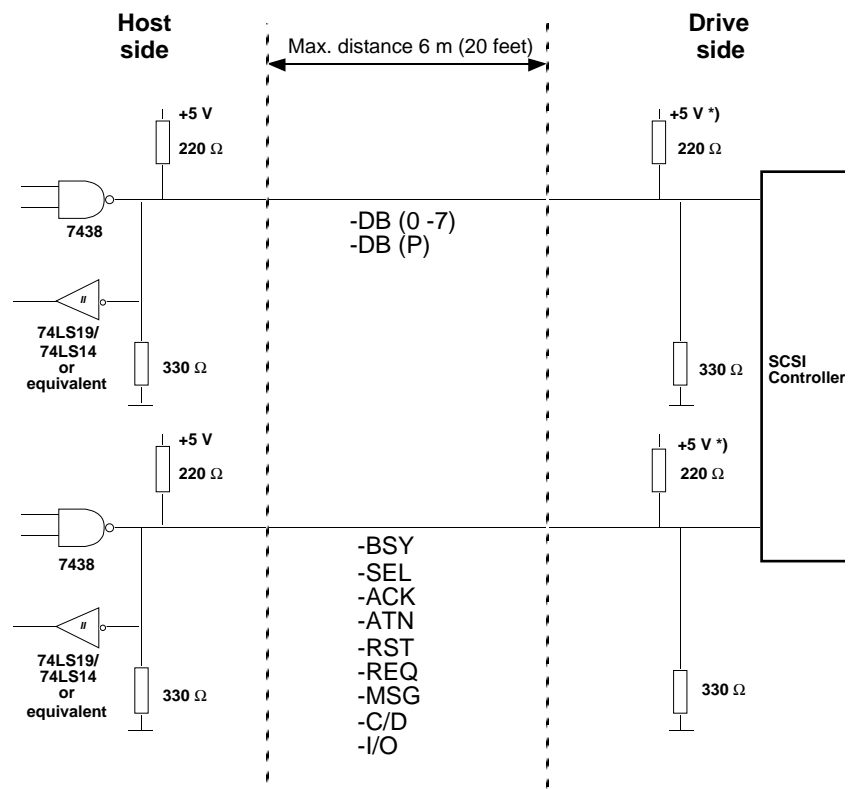 Host
side
Max. distance 6 m (20 feet)
Drive
side
+5 V
220 Ω
+5 V *)
220 Ω
7438
-DB (0 -7)
-DB (P)
74LS19/
74LS14
or
equivalent
330 Ω
330 Ω
SCSI
Controller
+5 V
220 Ω
+5 V *)
220 Ω
7438
-BSY
-SEL
-ACK
-ATN
-RST
-REQ
-MSG
-C/D
-I/O
74LS19/
74LS14
or
equivalent
330 Ω
330 Ω